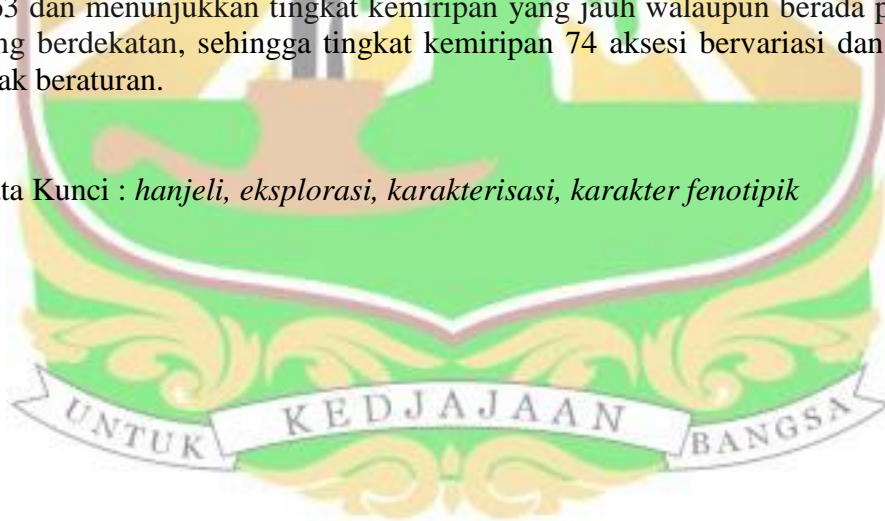 63 dan menunjukkan tingkat kemiripan yang jauh walaupun berada p
ng berdekatan, sehingga tingkat kemiripan 74 aksesi bervariasi dan
ak beraturan.
ta Kunci : hanjeli, eksplorasi, karakterisasi, karakter fenotipik
UNTUK KEDJAJAAN BANGSA